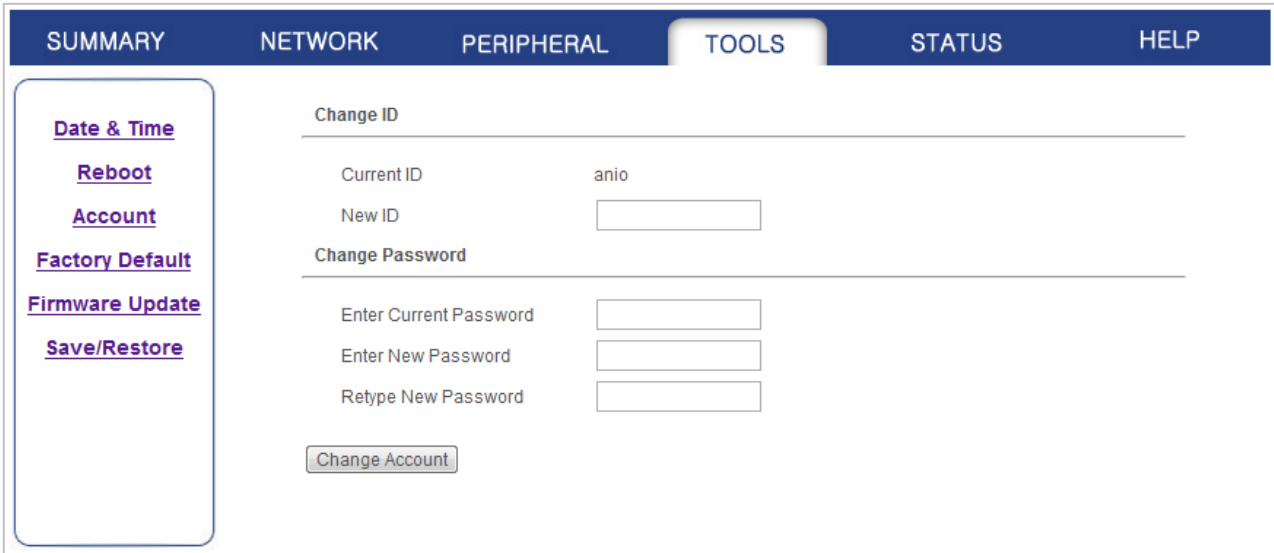 SUMMARY NETWORK PERIPHERAL TOOLS STATUS HELP
Date & Time
Reboot
Account
Factory Default
Firmware Update
Save/Restore
Change ID
Current ID anio
New ID
Change Password
Enter Current Password
Enter New Password
Retype New Password
Change Account